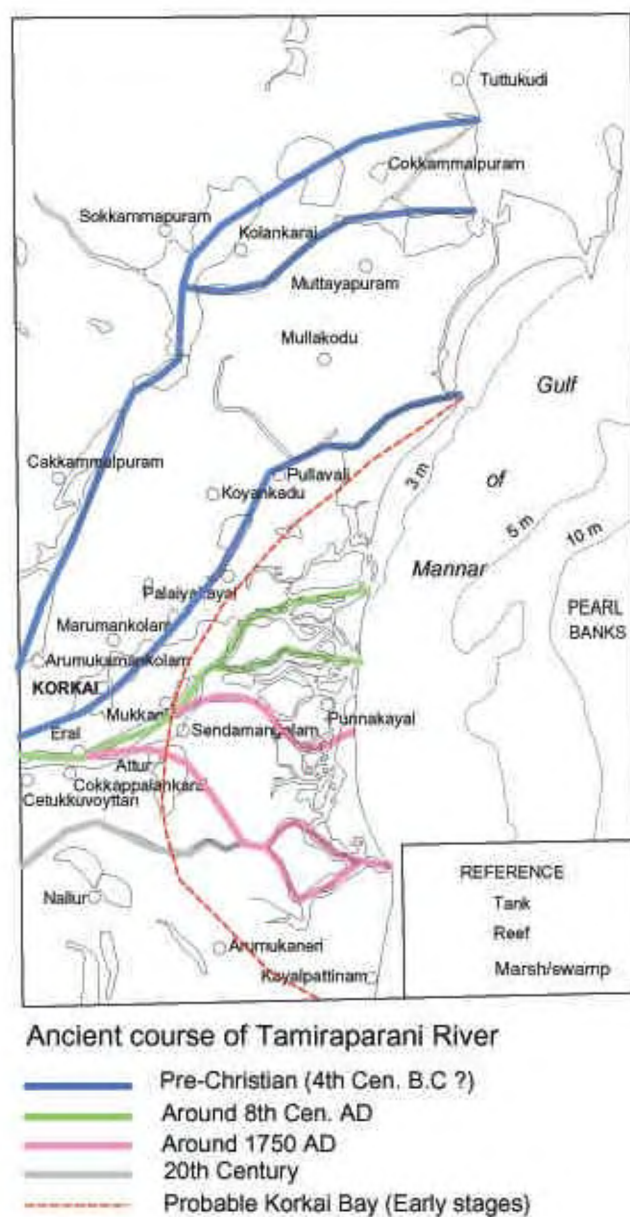 Tuttukudi
Cokkammalpuram
Sokkammapuram
Kolankaraj
Muttayapuram
Mullakodu
Gulf
Cakkammalpuram
Pullavali
3 m
of
Koyankadu
5 m
10 m
Mannar
Palaiyakayal
PEARL
BANKS
Marumankolam
Arumukamankolam
KORKAI
Mukkani
Punnakayal
Eral
Sendamangalam
Attur
Cokkappalankarai
Cetukkuvoyttan
REFERENCE
Tank
Nallur
Reef
Arumukaneri
Marsh/swamp
Kayalpattinam
Ancient course of Tamiraparani River
Pre-Christian (4th Cen. B.C ?)
Around 8th Cen. AD
Around 1750 AD
20th Century
Probable Korkai Bay (Early stages)